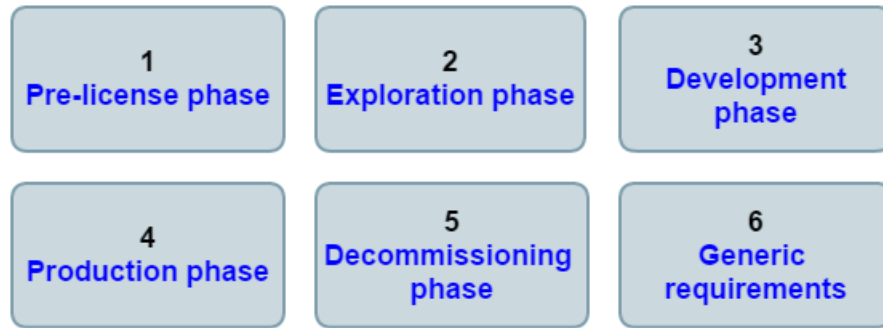 1
Pre-license phase
2
Exploration phase
3
Development
phase
4
Production phase
5
Decommissioning
phase
6
Generic
requirements